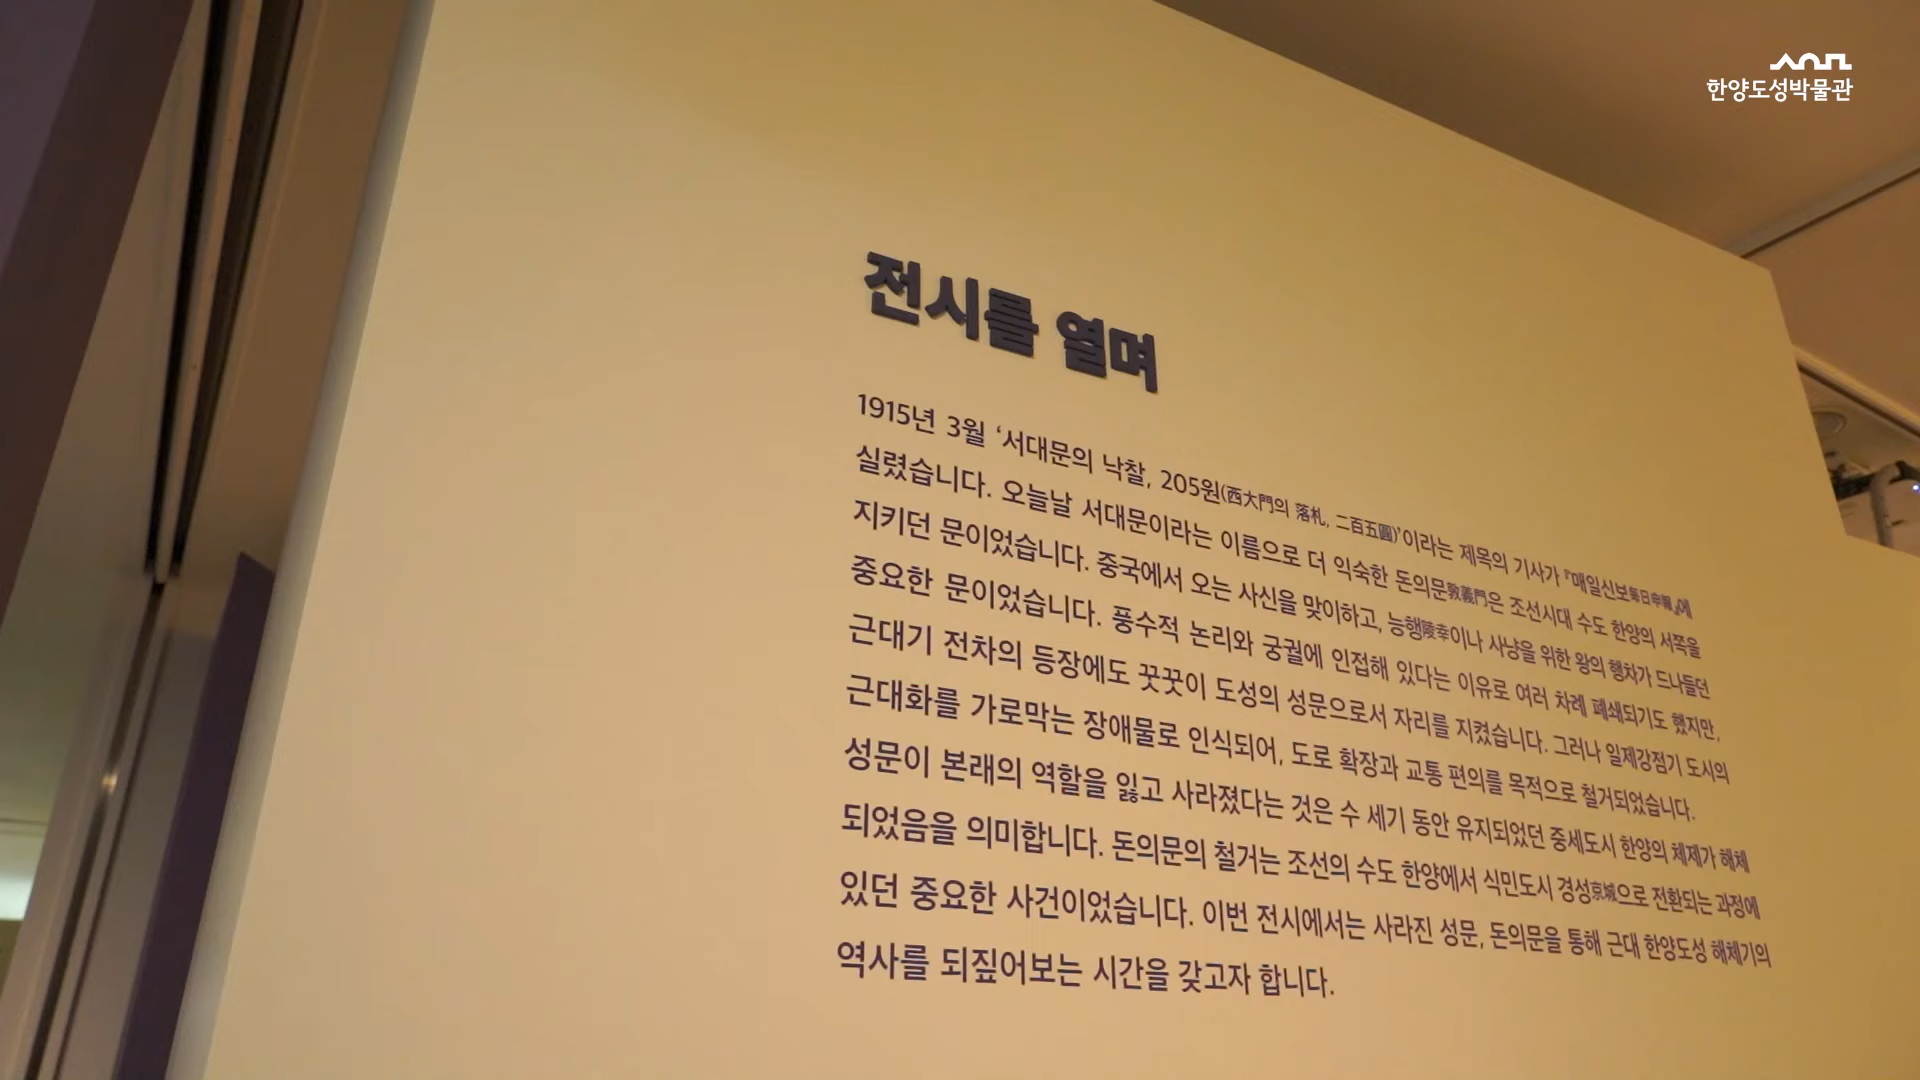 한양도성박물관
전시를 열며
1915년 3월 ‘서대문의 낙찰, 205원(西大門의 落札, 二百五圓)’이라는 제목의 기사가 『매일신보每日申報』에
실렸습니다. 오늘날 서대문이라는 이름으로 더 익숙한 돈의문敦義門은 조선시대 수도 한양의 서쪽을
지키던 문이었습니다. 중국에서 오는 사신을 맞이하고, 능행陵幸이나 사냥을 위한 왕의 행차가 드나들던
중요한 문이었습니다. 풍수적 논리와 궁궐에 인접해 있다는 이유로 여러 차례 폐쇄되기도 했지만,
근대기 전차의 등장에도 꿋꿋이 도성의 성문으로서 자리를 지켰습니다. 그러나 일제강점기 도시의
근대화를 가로막는 장애물로 인식되어, 도로 확장과 교통 편의를 목적으로 철거되었습니다.
성문이 본래의 역할을 잃고 사라졌다는 것은 수 세기 동안 유지되었던 중세도시 한양의 체제가 해체
되었음을 의미합니다. 돈의문의 철거는 조선의 수도 한양에서 식민도시 경성京城으로 전환되는 과정에
있던 중요한 사건이었습니다. 이번 전시에서는 사라진 성문, 돈의문을 통해 근대 한양도성 해체기의
역사를 되짚어보는 시간을 갖고자 합니다.